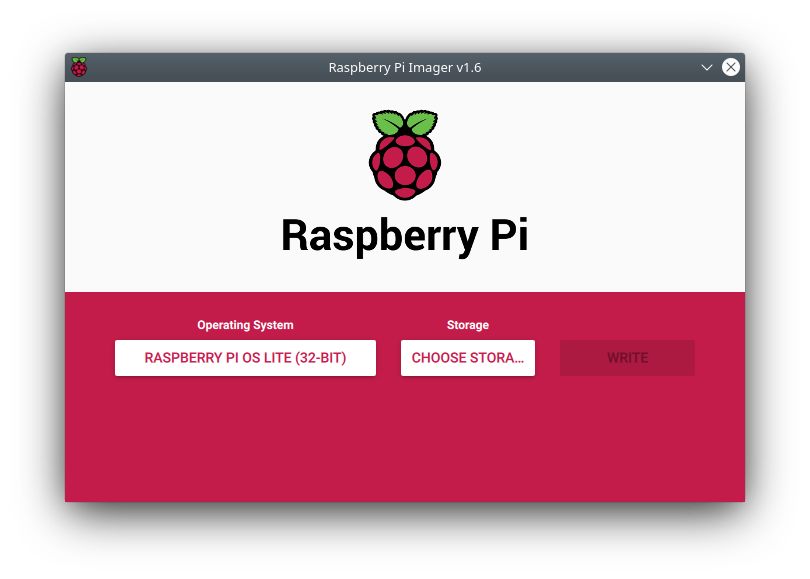 Raspberry Pi Imager v1.6
Raspberry Pi
Operating System
Storage
RASPBERRY PI OS LITE (32-BIT)
CHOOSE STORA...
WRITE